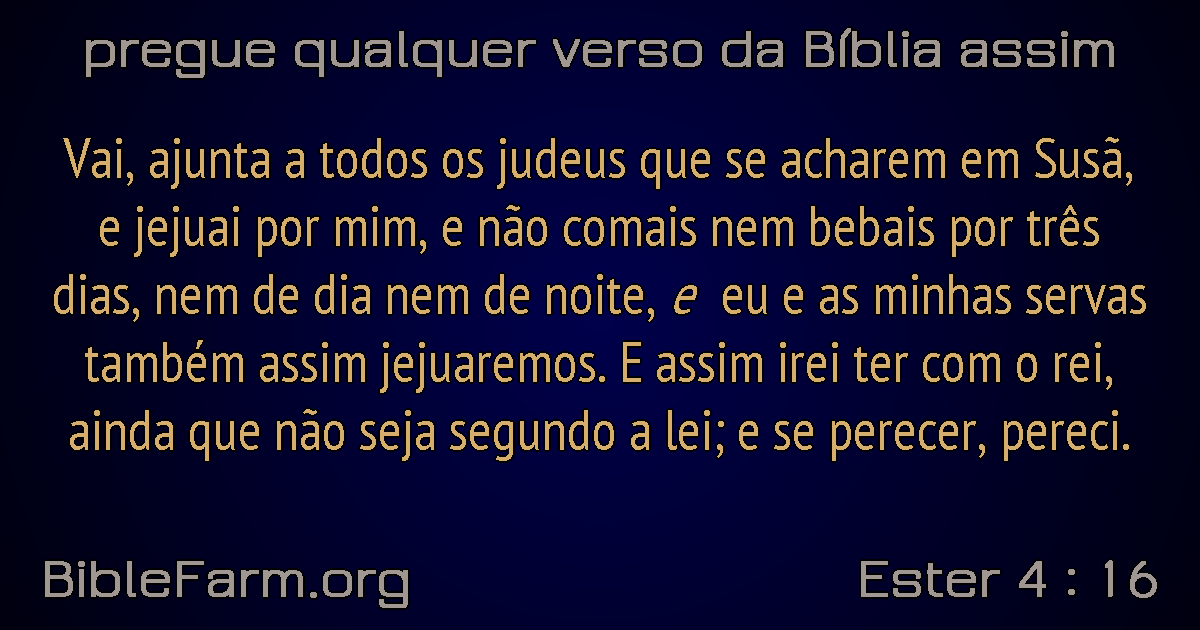 pregue qualquer verso da Bíblia assim
Vai, ajunta a todos os judeus que se acharem em Susã,
e jejuai por mim, e não comais nem bebais por três
dias, nem de dia nem de noite, e eu e as minhas servas
também assim jejuaremos. E assim irei ter com o rei,
ainda que não seja segundo a lei; e se perecer, pereci.
BibleFarm.org
Ester 4 : 16